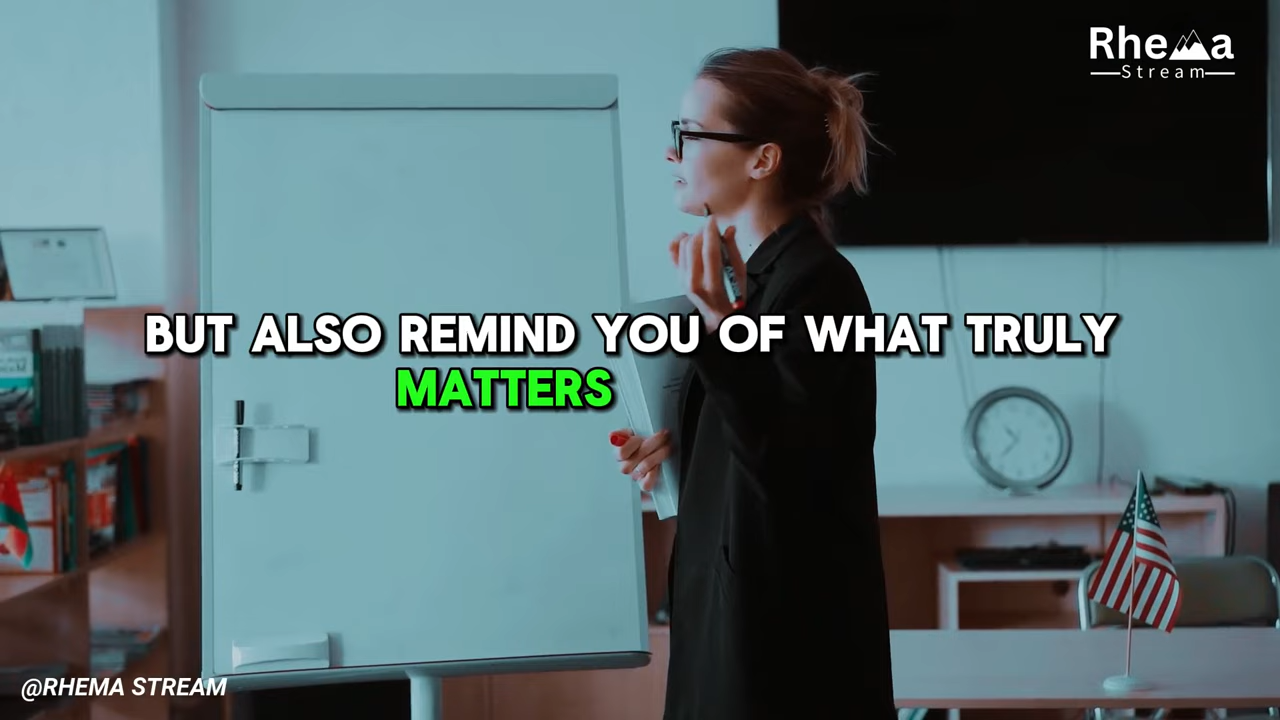 Rhema
Stream
BUT ALSO REMIND YOU OF WHAT TRULY
MATTERS
@RHEMA STREAM